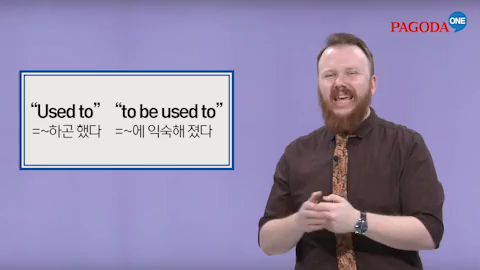 PAGODA ONE
“Used to” “to be used to”
=~하곤 했다 =~에 익숙해 졌다